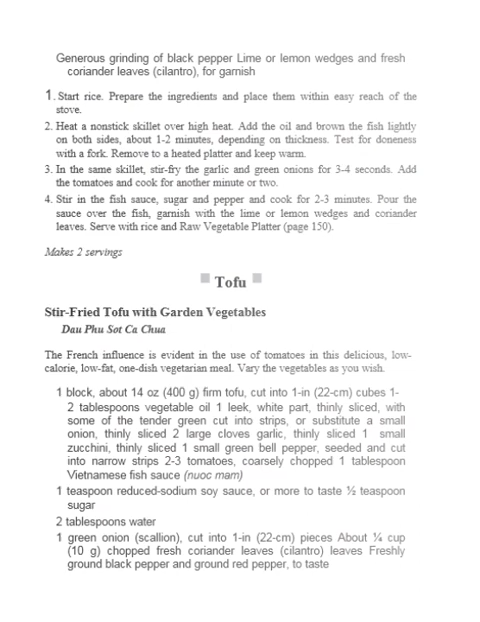 Generous grinding of black pepper Lime or lemon wedges and fresh
coriander leaves (cilantro), for garnish
1. Start rice. Prepare the ingredients and place them within easy reach of the
stove.
2. Heat a nonstick skillet over high heat. Add the oil and brown the fish lightly
on both sides, about 1-2 minutes, depending on thickness. Test for doneness
with a fork. Remove to a heated platter and keep warm.
3. In the same skillet, stir-fry the garlic and green onions for 3-4 seconds. Add
the tomatoes and cook for another minute or two.
4. Stir in the fish sauce, sugar and pepper and cook for 2-3 minutes. Pour the
sauce over the fish, garnish with the lime or lemon wedges and coriander
leaves. Serve with rice and Raw Vegetable Platter (page 150).
Makes 2 servings
Tofu
Stir-Fried Tofu with Garden Vegetables
Dau Phu Sot Ca Chua
The French influence is evident in the use of tomatoes in this delicious, low-
calorie, low-fat, one-dish vegetarian meal. Vary the vegetables as you wish.
1 block, about 14 oz (400 g) firm tofu, cut into 1-in (22-cm) cubes 1-
2 tablespoons vegetable oil 1 leek, white part, thinly sliced, with
some of the tender green cut into strips, or substitute a small
onion, thinly sliced 2 large cloves garlic, thinly sliced 1 small
zucchini, thinly sliced 1 small green bell pepper, seeded and cut
into narrow strips 2-3 tomatoes, coarsely chopped 1 tablespoon
Vietnamese fish sauce (nuoc mam)
1 teaspoon reduced-sodium soy sauce, or more to taste ½ teaspoon
sugar
2 tablespoons water
1 green onion (scallion), cut into 1-in (22-cm) pieces About ¼ cup
(10 g) chopped fresh coriander leaves (cilantro) leaves Freshly
ground black pepper and ground red pepper, to taste